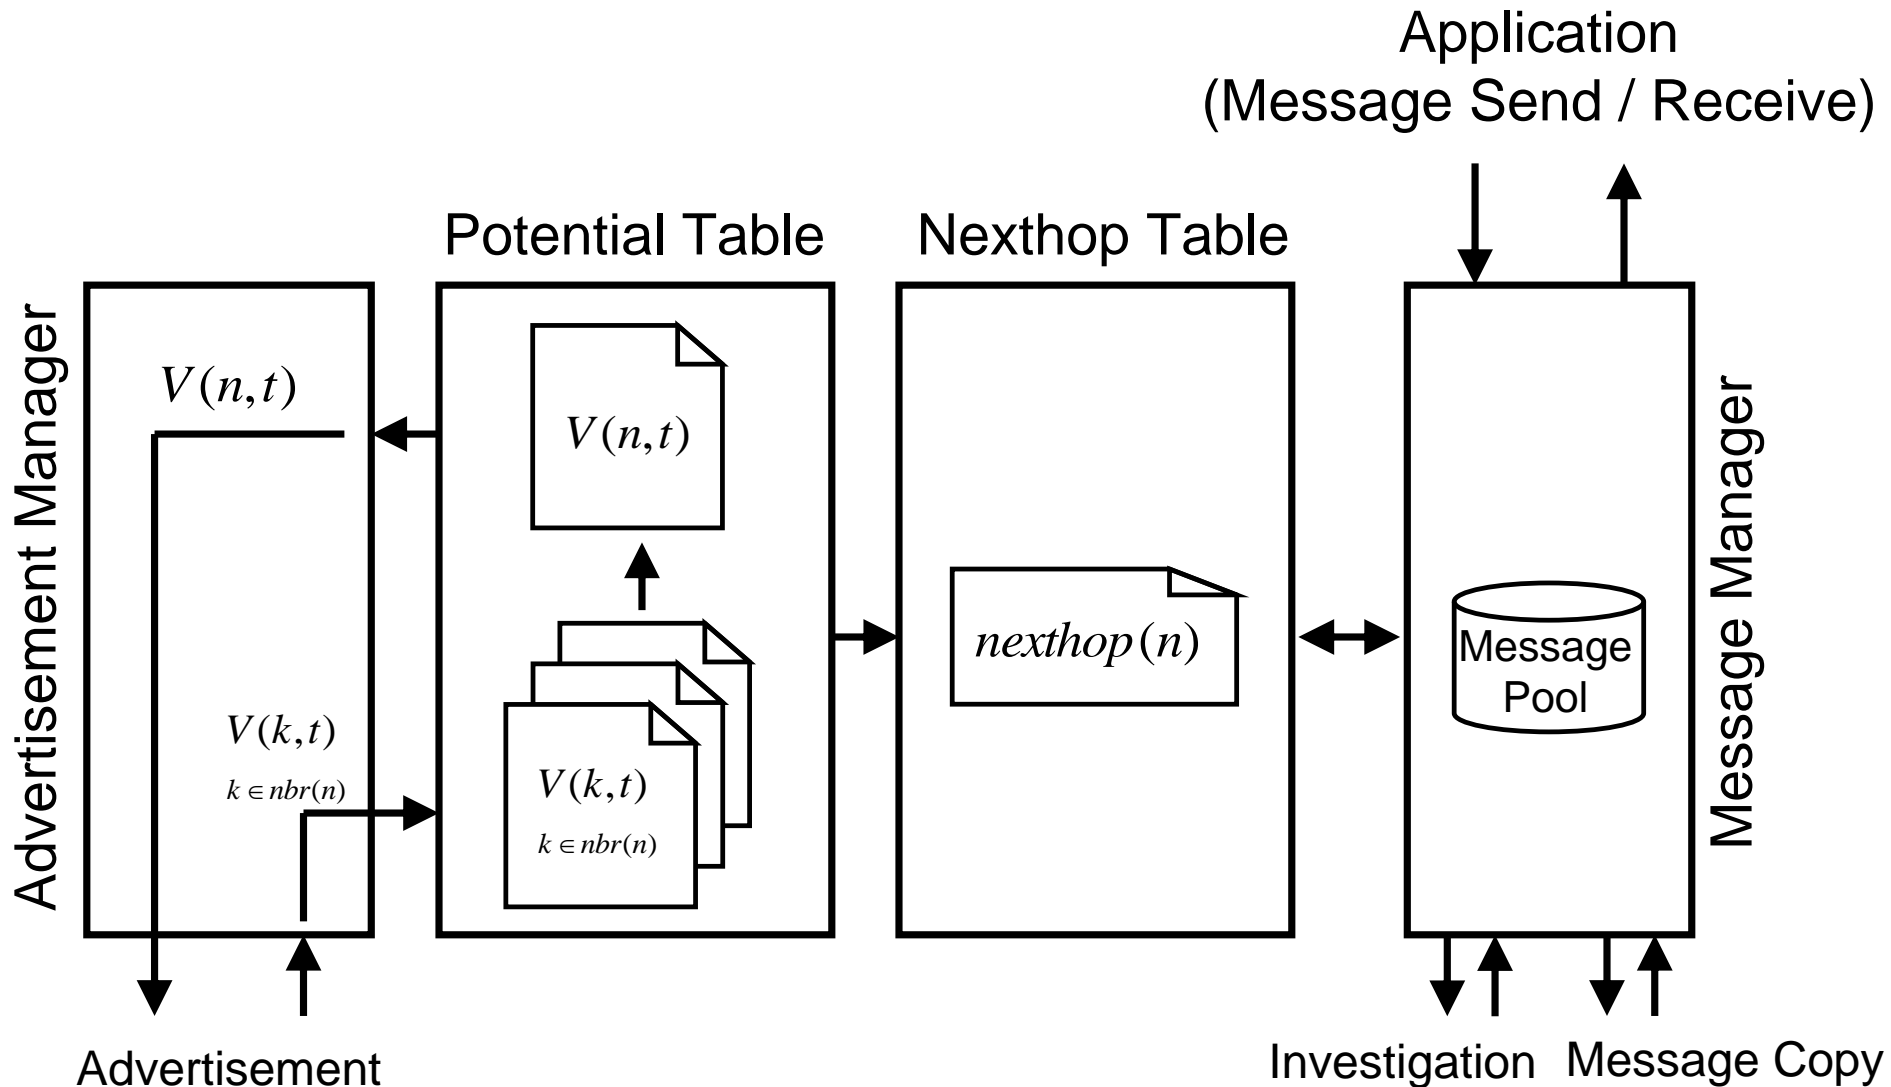 Application
(Message Send / Receive)
Potential Table
Nexthop Table
Advertisement Manager
V(n,t)
V(k,t)
k ∈ nbr(n)
V(n,t)
V(k,t)
k ∈ nbr(n)
nexthop(n)
Message
Pool
Message Manager
Advertisement
Investigation
Message Copy